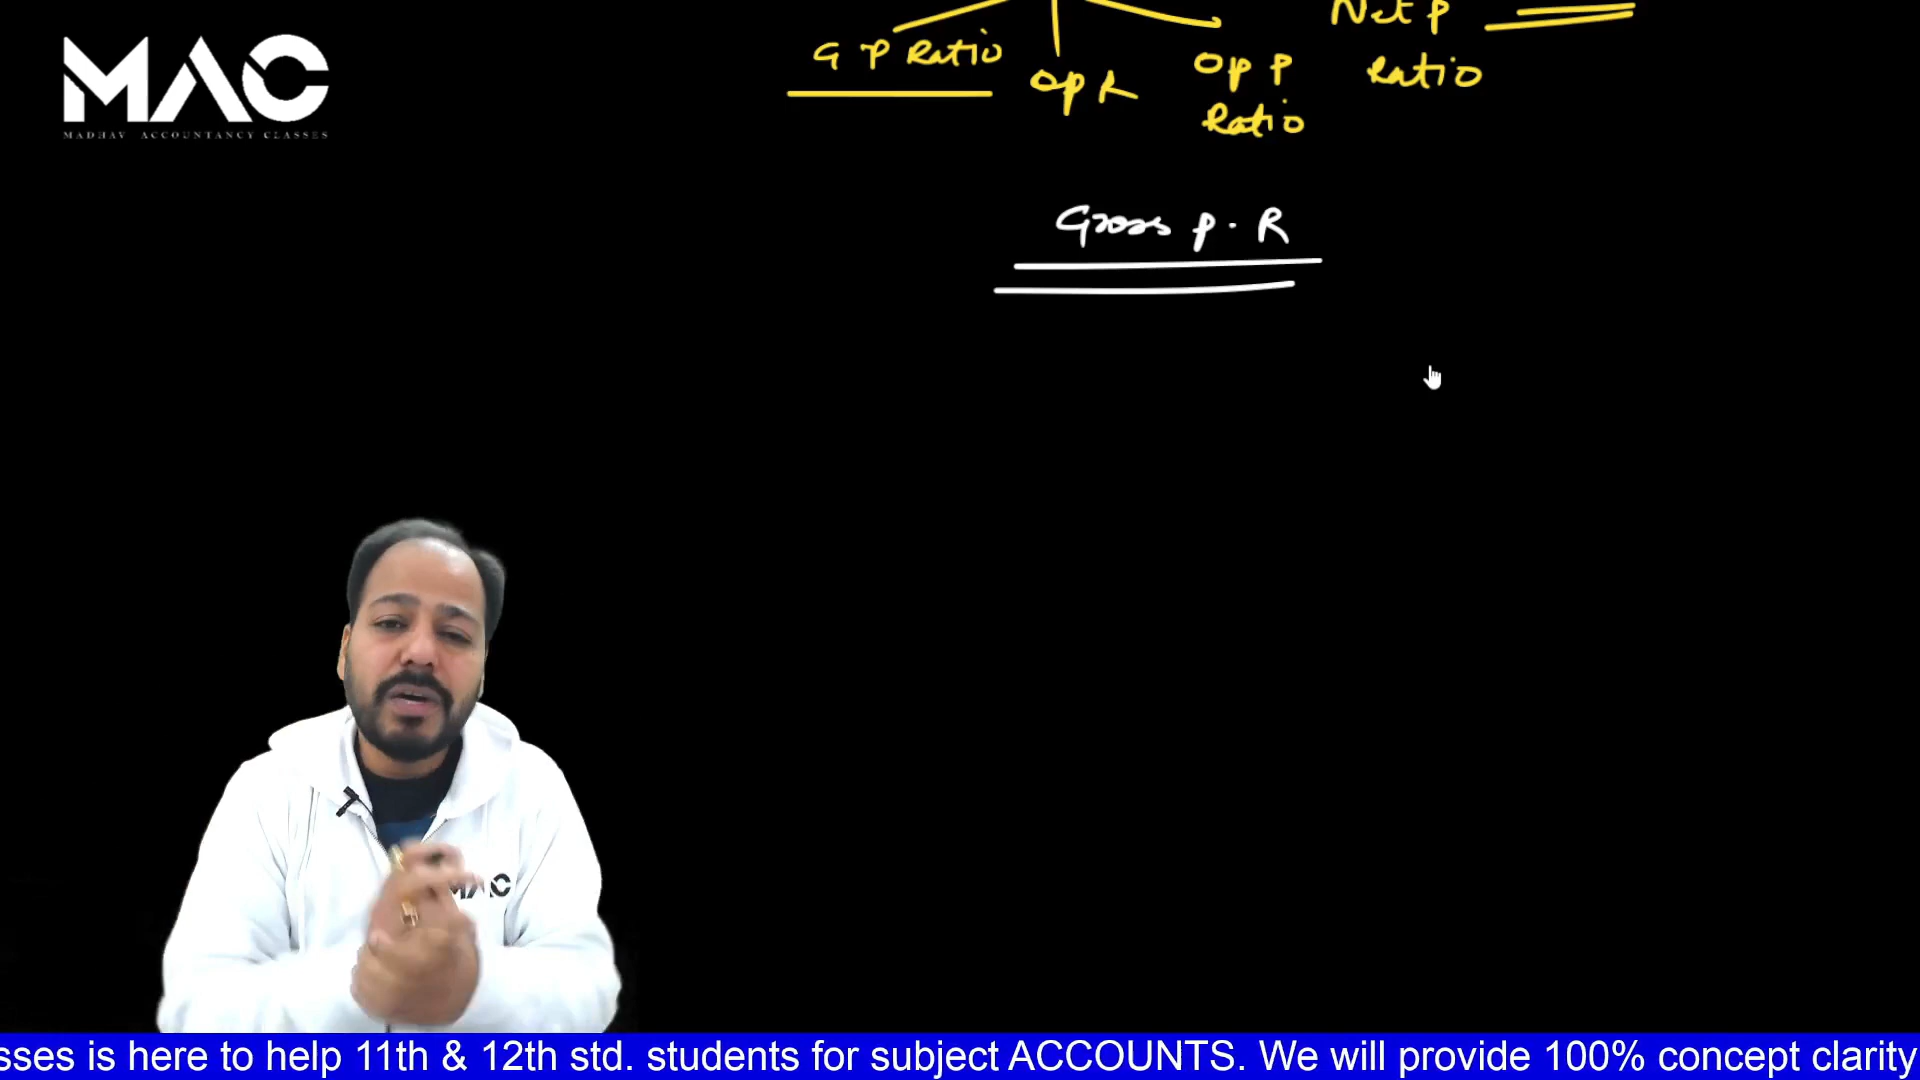 MAC
MADHAV ACCOUNTANCY CLASSES
G P Ratio
Op R
Op P
Ratio
Net P
Ratio
Gross P. R
MAC
sses is here to help 11th & 12th std. students for subject ACCOUNTS. We will provide 100% concept clarity